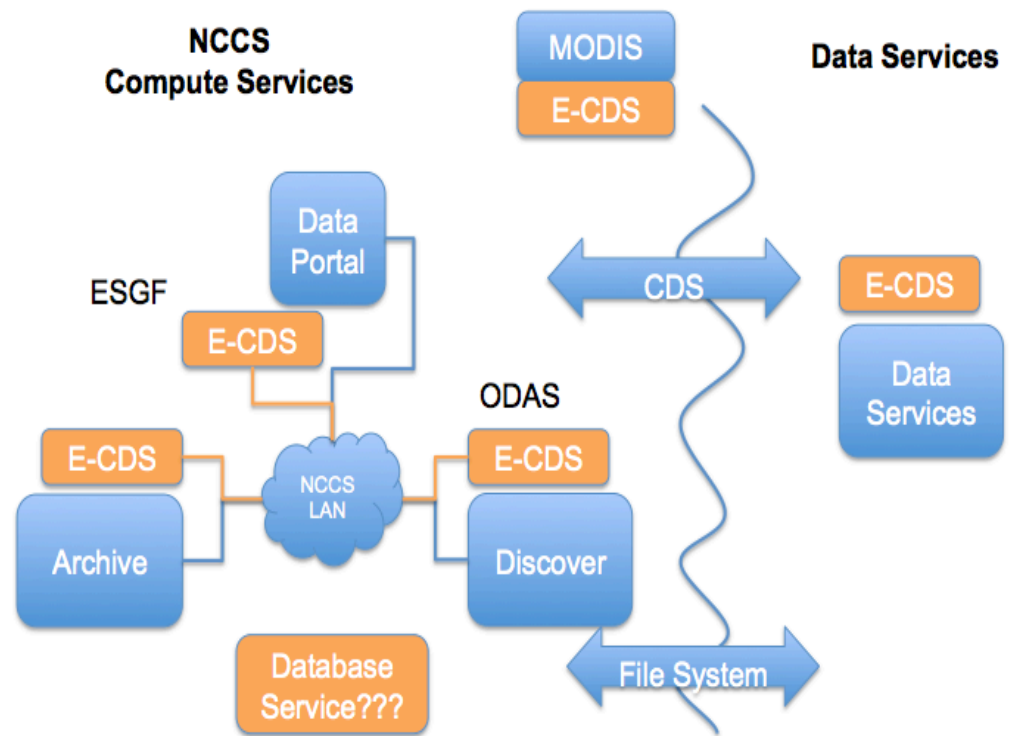 NCCS
Compute Services
MODIS
E-CDS
Data Services
Data
Portal
ESGF
E-CDS
CDS
E-CDS
Data
Services
ODAS
E-CDS
NCCS
LAN
E-CDS
Archive
Discover
Database
Service???
File System